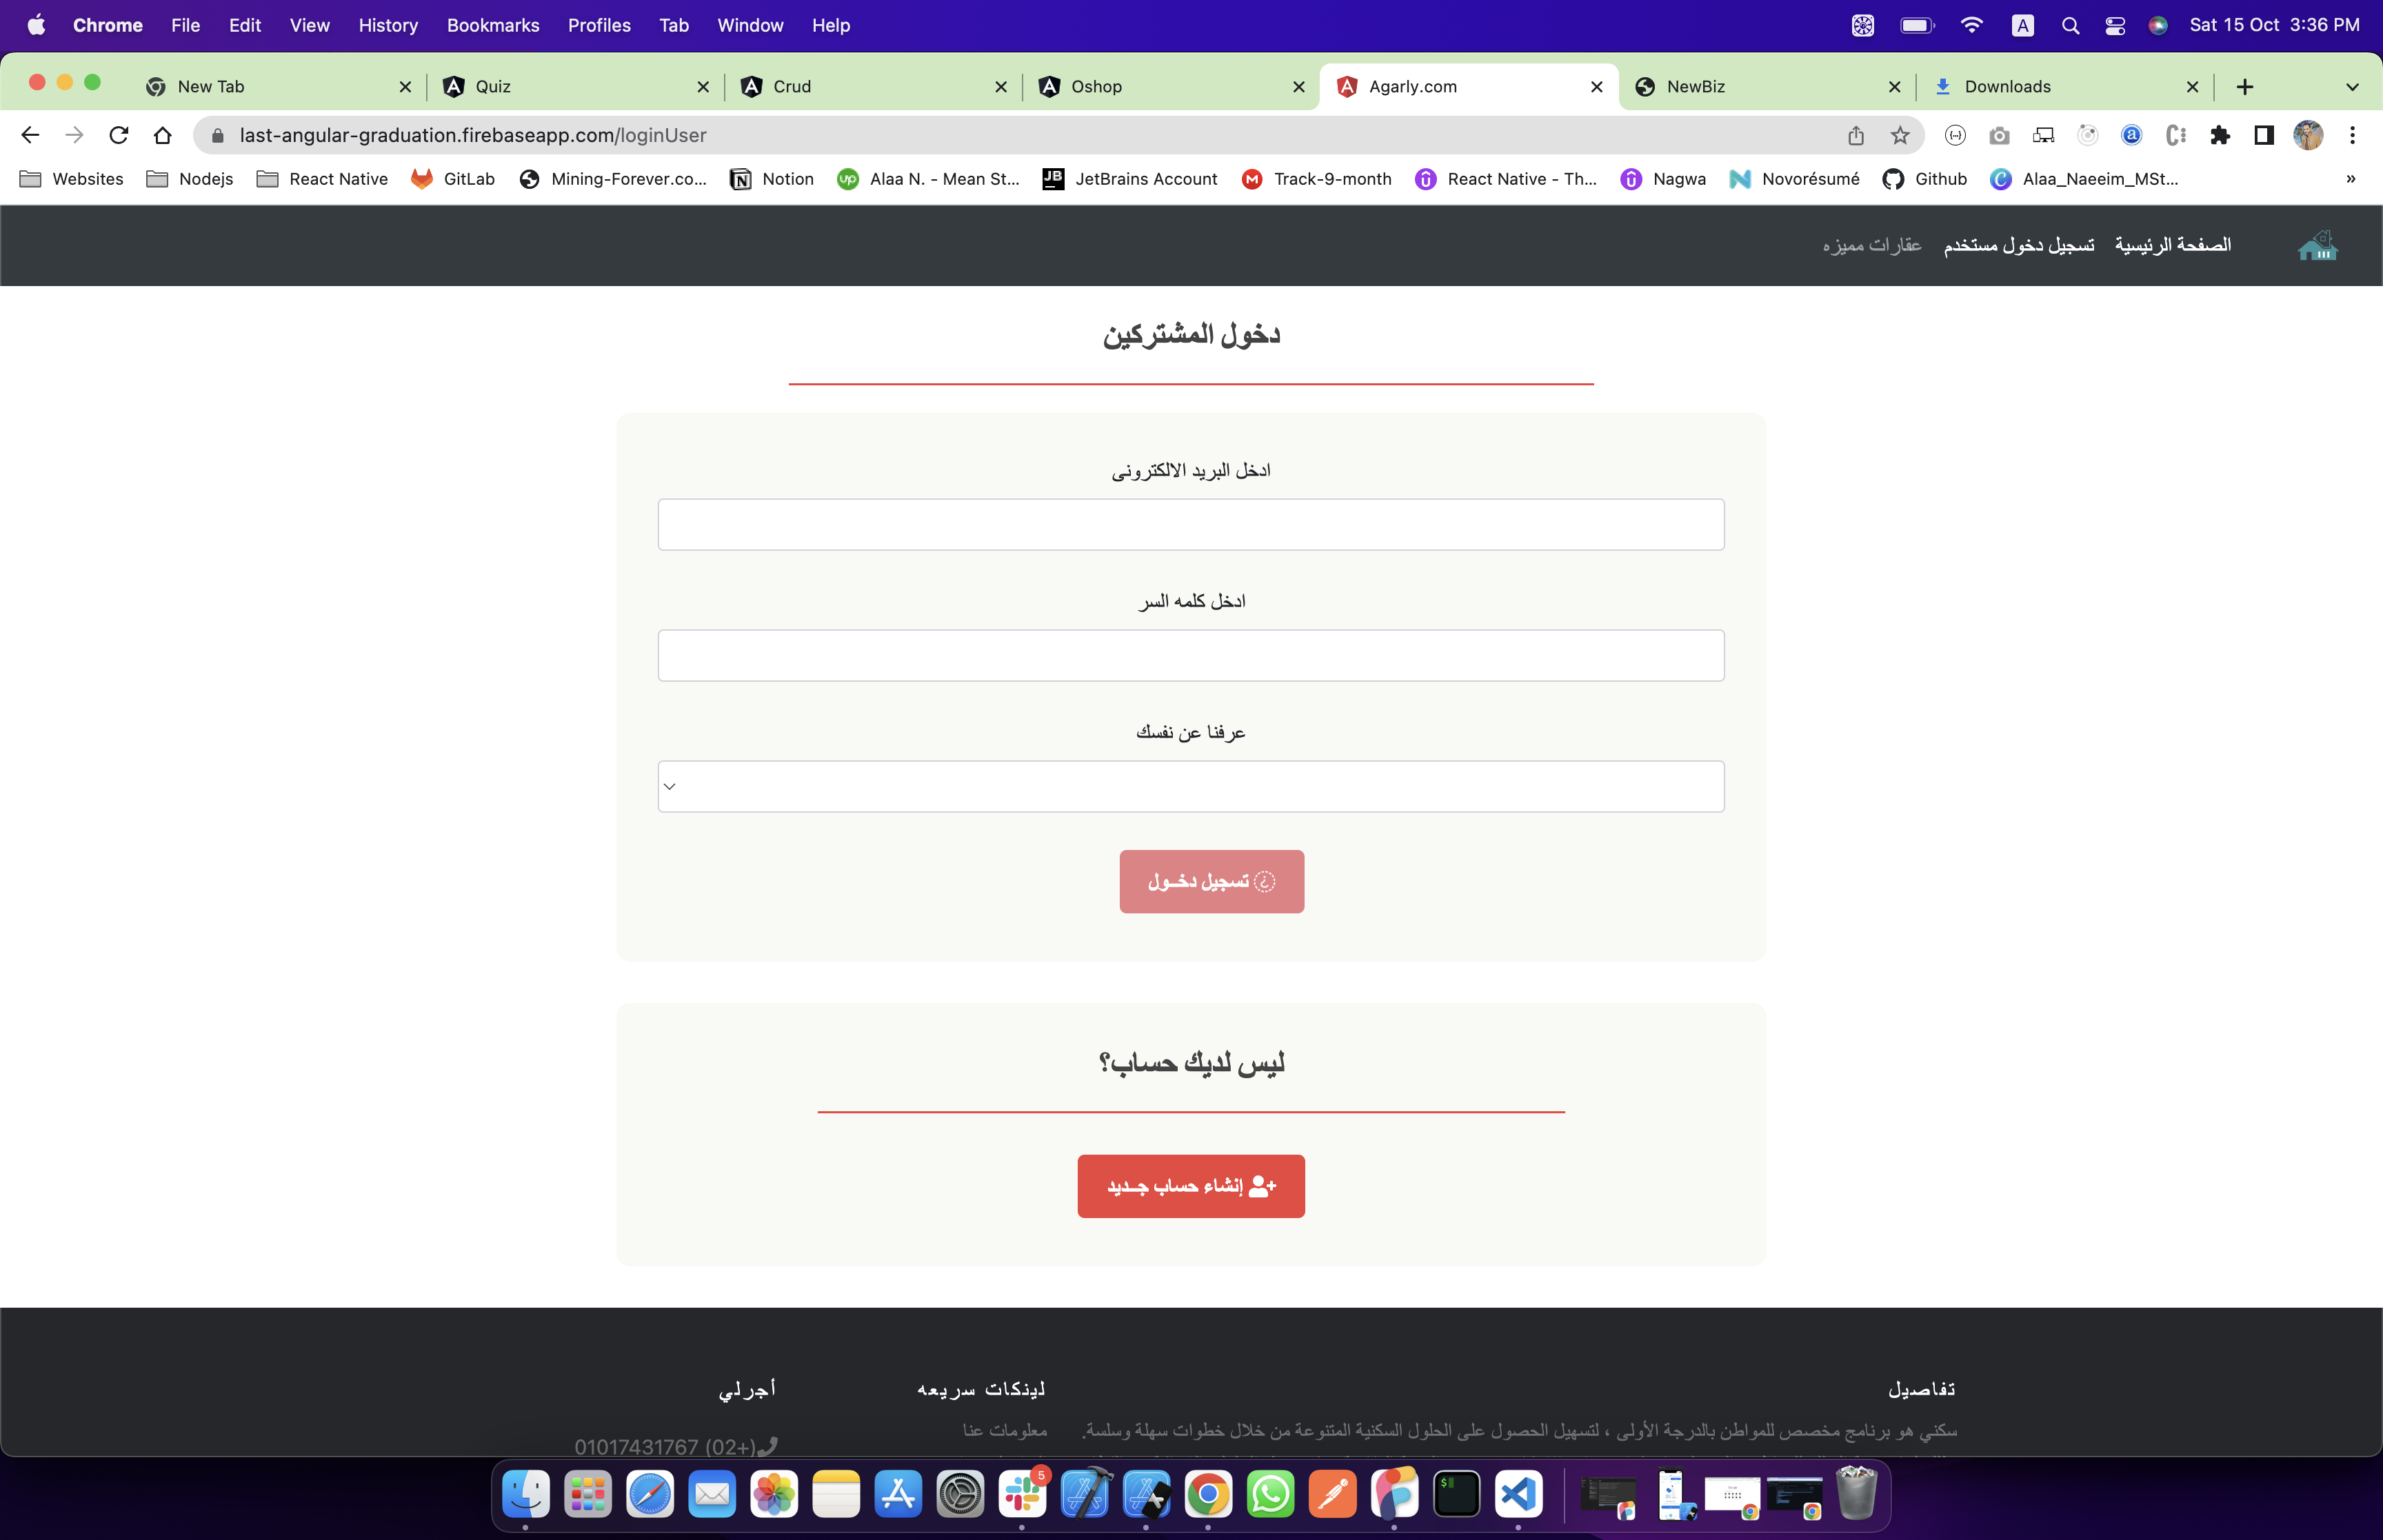 Chrome File Edit View History Bookmarks Profiles Tab Window Help A Sat 15 Oct 3:36 PM
New Tab Quiz Crud Oshop Agarly.com NewBiz Downloads
last-angular-graduation.firebaseapp.com/loginUser
Websites Nodejs React Native GitLab Mining-Forever.co... Notion Alaa N. - Mean St... JetBrains Account Track-9-month React Native - Th... Nagwa Novorésumé Github Alaa_Naeeim_MSt... »
الصفحة الرئيسية تسجيل دخول مستخدم عقارات مميزه
دخول المشتركين
ادخل البريد الالكترونى
ادخل كلمه السر
عرفنا عن نفسك
تسجيل دخــول
ليس لديك حساب؟
إنشاء حساب جــديد
تفاصيل
سكني هو برنامج مخصص للمواطن بالدرجة الأولى ، لتسهيل الحصول على الحلول السكنية المتنوعة من خلال خطوات سهلة وسلسة.
لينكات سريعه
معلومات عنا
أجرلي
01017431767 (02+)
5